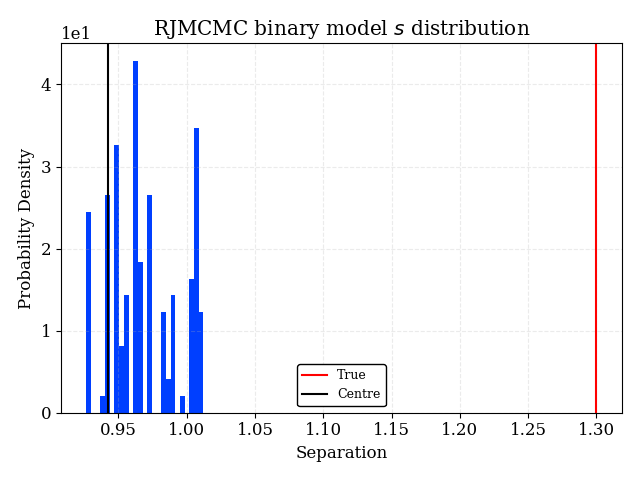 RJMCMC binary model s distribution
1e1
4
3
2
1
0
Probability Density
0.95
1.00
1.05
1.10
1.15
1.20
1.25
1.30
Separation
True
Centre